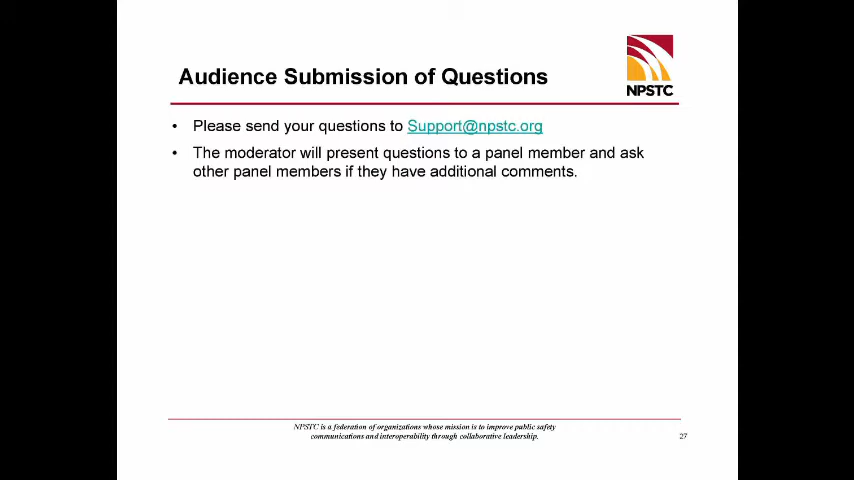 Audience Submission of Questions
NPSTC
• Please send your questions to Support@npstc.org
• The moderator will present questions to a panel member and ask
other panel members if they have additional comments.
NPSTC is a federation of organizations whose mission is to improve public safety
communications and interoperability through collaborative leadership.
27